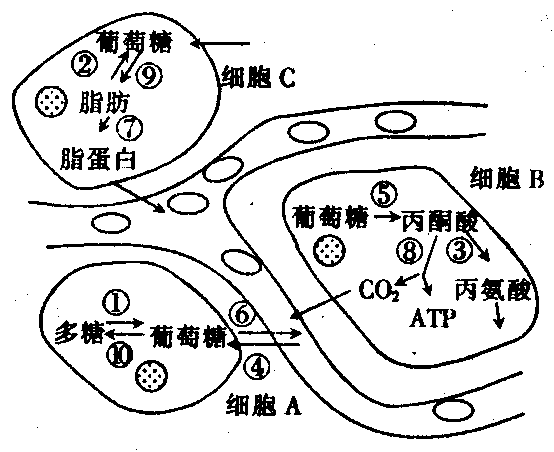 葡萄糖
② ⑨
细胞 C
脂肪
⑦
脂蛋白
细胞 B
⑤
葡萄糖 丙酮酸
⑧ ③
CO₂ 丙氨酸
ATP
① ⑥
多糖 葡萄糖
⑩ ④
细胞 A